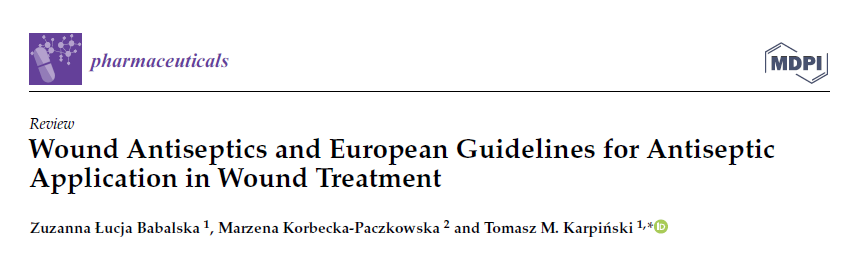 pharmaceuticals
MDPI
Review
Wound Antiseptics and European Guidelines for Antiseptic
Application in Wound Treatment
Zuzanna Łucja Babalska 1, Marzena Korbecka-Paczkowska 2 and Tomasz M. Karpiński 1,* iD